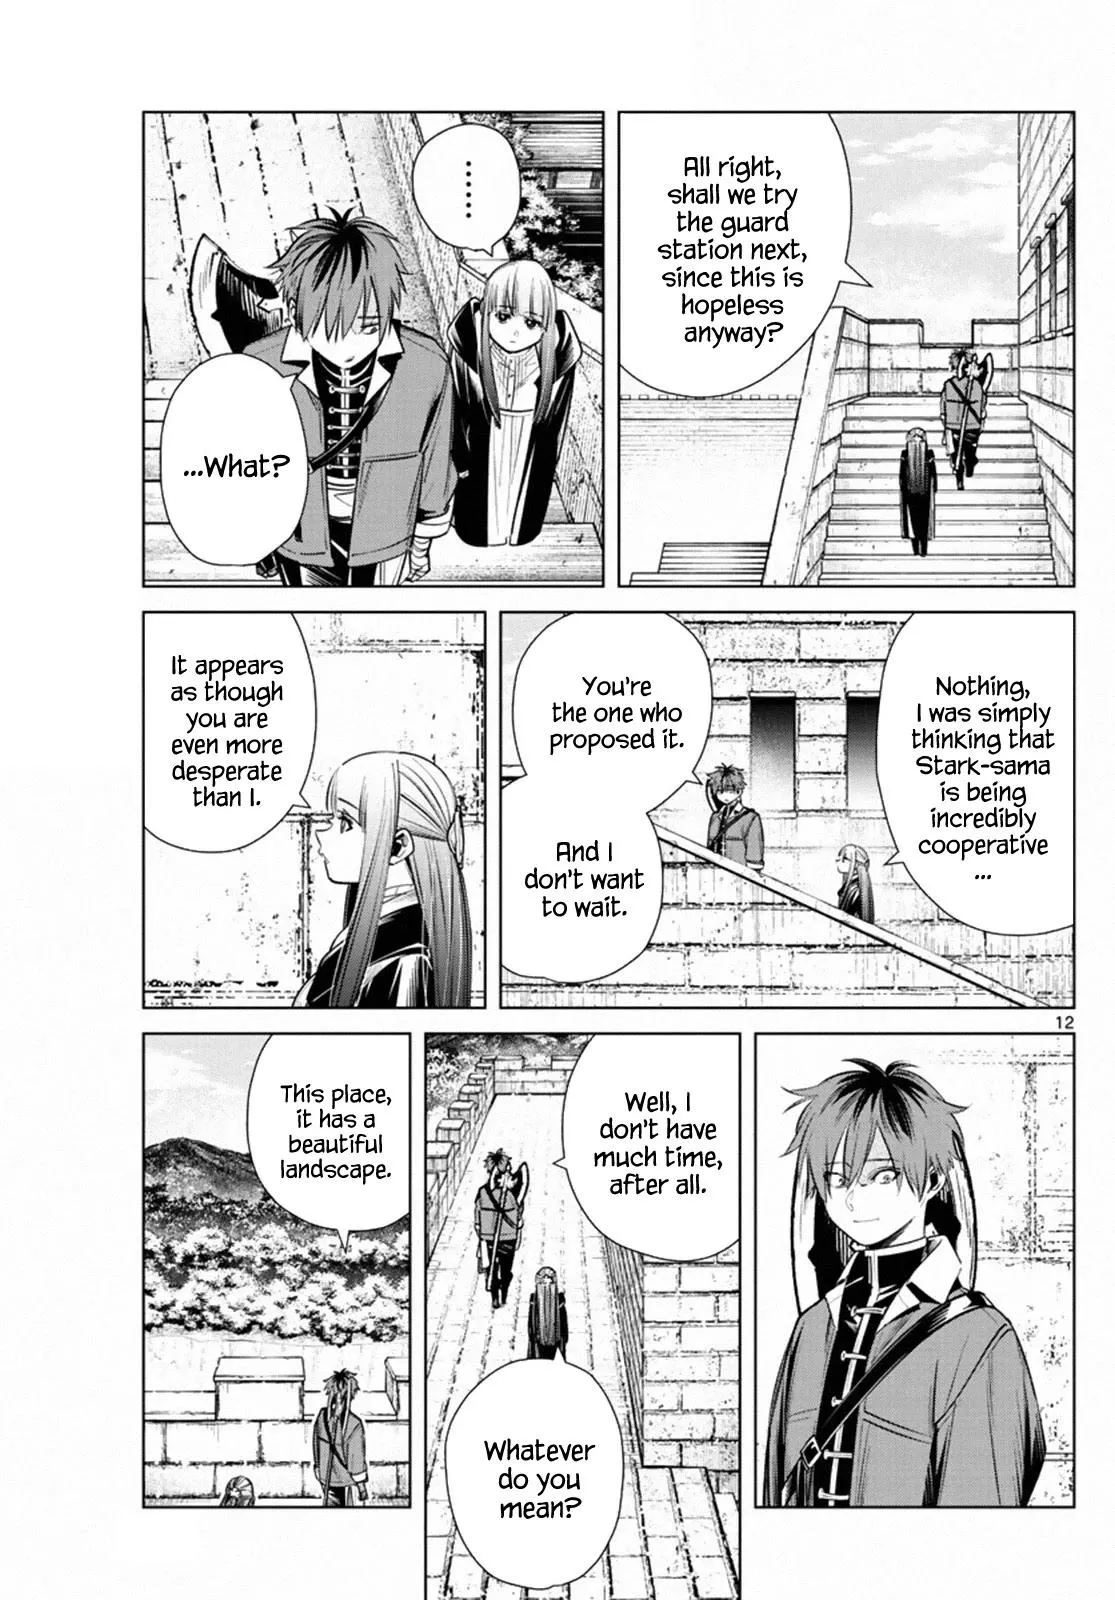 All right,
shall we try
the guard
station next,
since this is
hopeless
anyway?
......
...What?
Nothing,
I was simply
thinking that
Stark-sama
is being
incredibly
cooperative
...
You're
the one who
proposed it.
And I
don't want
to wait.
It appears
as though
you are
even more
desperate
than I.
12
Well, I
don't have
much time,
after all.
Whatever
do you
mean?
This place,
it has a
beautiful
landscape.